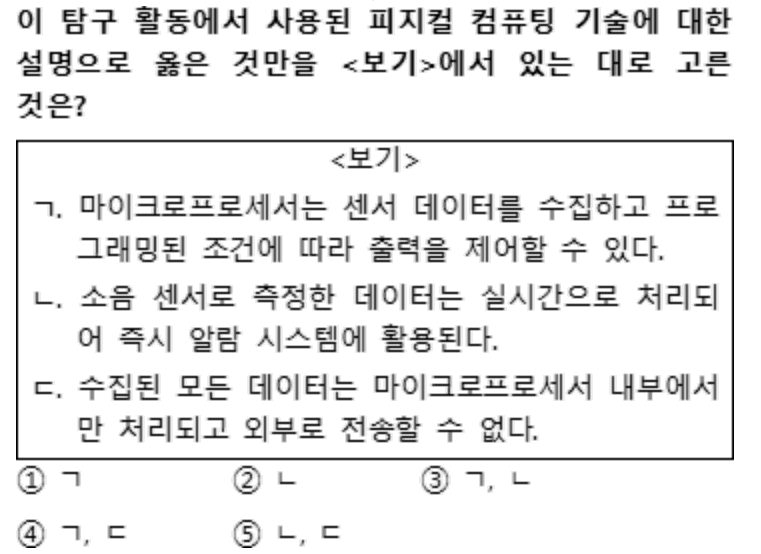 이 탐구 활동에서 사용된 피지컬 컴퓨팅 기술에 대한
설명으로 옳은 것만을 <보기>에서 있는 대로 고른
것은?
<보기>
ㄱ. 마이크로프로세서는 센서 데이터를 수집하고 프로
그래밍된 조건에 따라 출력을 제어할 수 있다.
ㄴ. 소음 센서로 측정한 데이터는 실시간으로 처리되
어 즉시 알람 시스템에 활용된다.
ㄷ. 수집된 모든 데이터는 마이크로프로세서 내부에서
만 처리되고 외부로 전송할 수 없다.
① ㄱ ② ㄴ ③ ㄱ, ㄴ
④ ㄱ, ㄷ ⑤ ㄴ, ㄷ